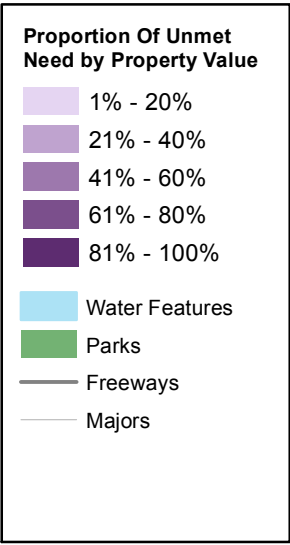 Proportion Of Unmet
Need by Property Value
1% - 20%
21% - 40%
41% - 60%
61% - 80%
81% - 100%
Water Features
Parks
Freeways
Majors